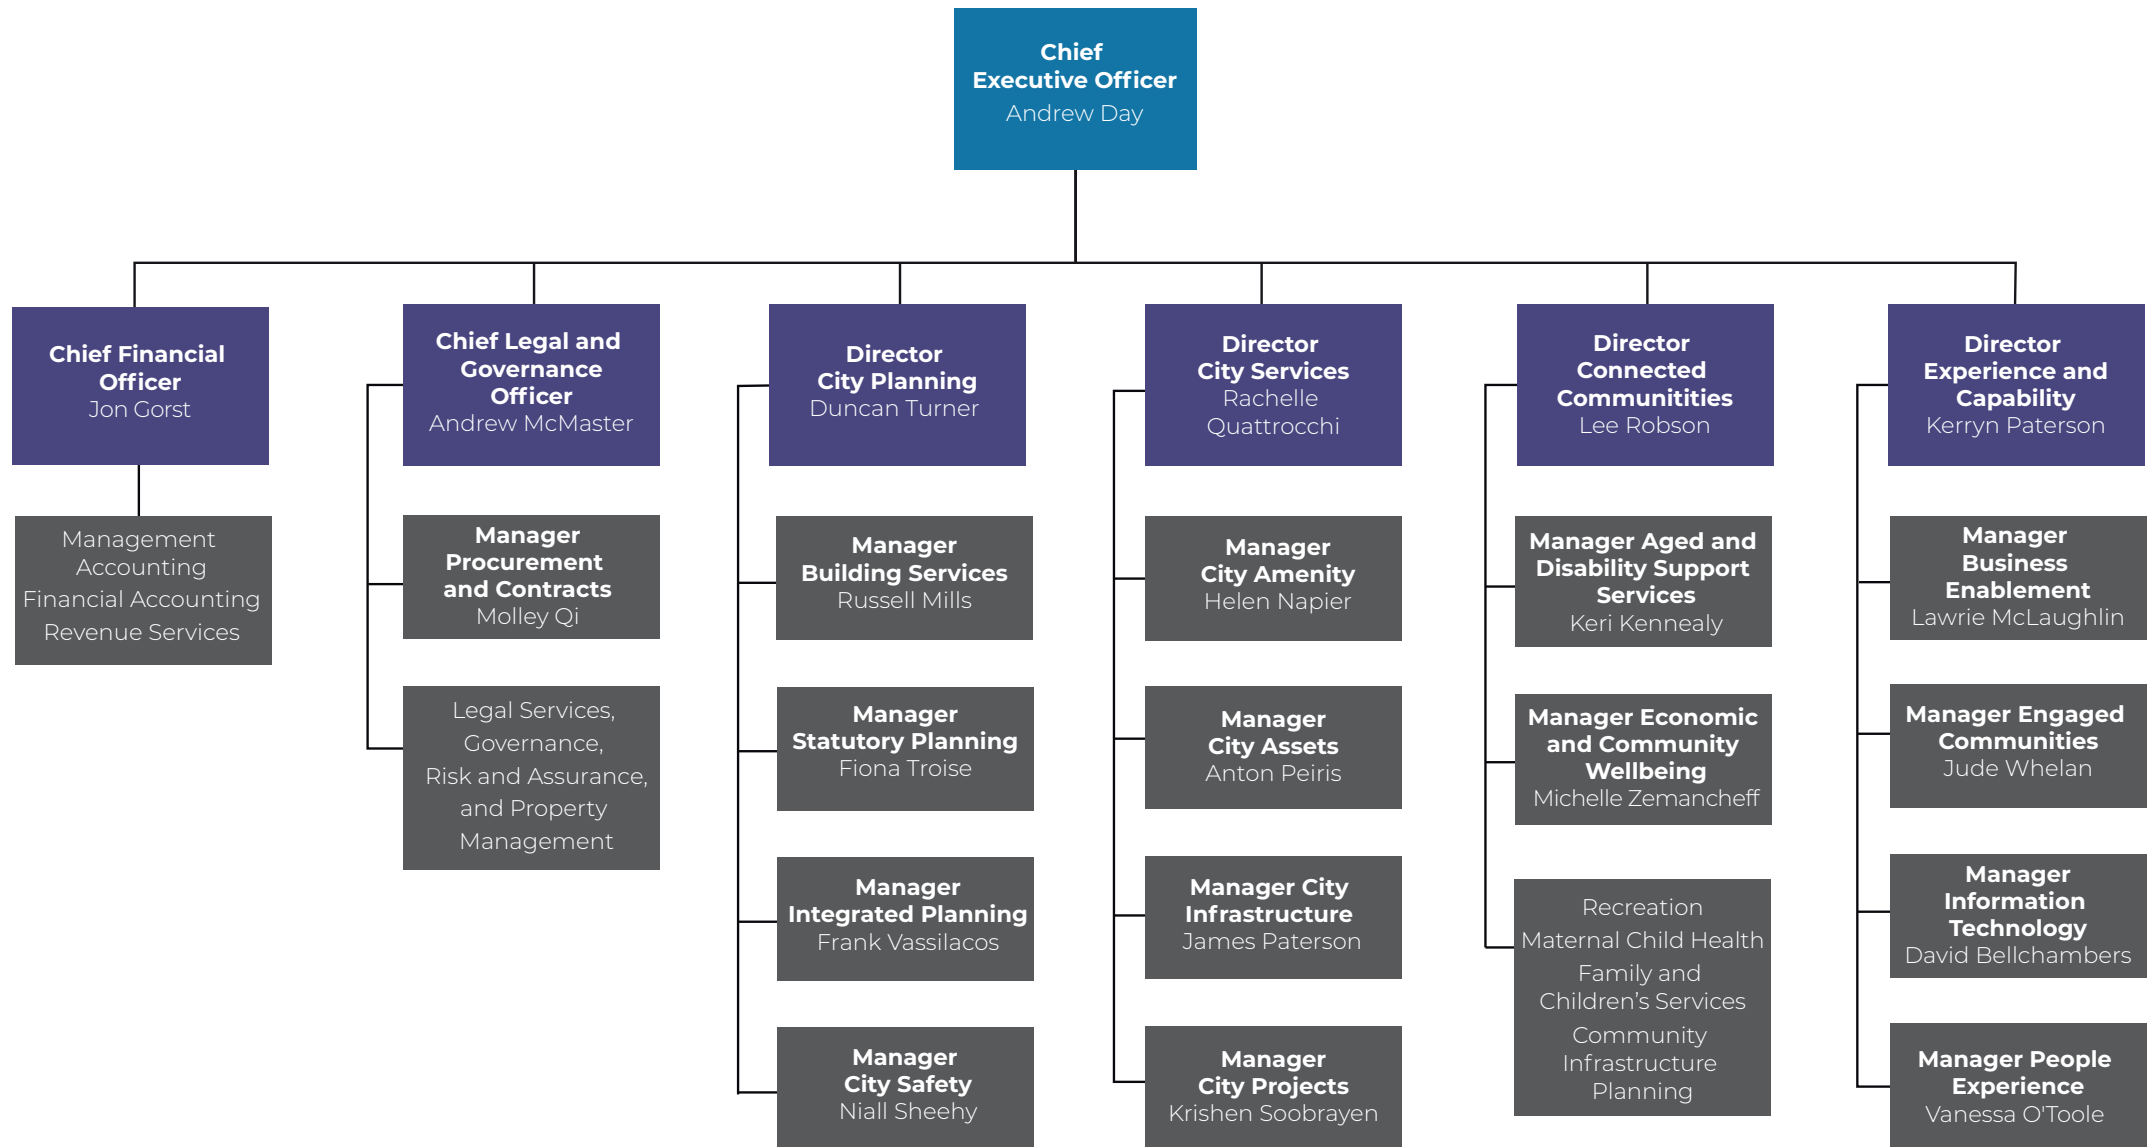 Chief
Executive Officer
Andrew Day
Chief Financial
Officer
Jon Gorst
Management
Accounting
Financial Accounting
Revenue Services
Chief Legal and
Governance
Officer
Andrew McMaster
Manager
Procurement
and Contracts
Molley Qi
Legal Services,
Governance,
Risk and Assurance,
and Property
Management
Director
City Planning
Duncan Turner
Manager
Building Services
Russell Mills
Manager
Statutory Planning
Fiona Troise
Manager
Integrated Planning
Frank Vassilacos
Manager
City Safety
Niall Sheehy
Director
City Services
Rachelle
Quattrocchi
Manager
City Amenity
Helen Napier
Manager
City Assets
Anton Peiris
Manager City
Infrastructure
James Paterson
Manager
City Projects
Krishen Soobrayen
Director
Connected
Communitities
Lee Robson
Manager Aged and
Disability Support
Services
Keri Kennealy
Manager Economic
and Community
Wellbeing
Michelle Zemancheff
Recreation
Maternal Child Health
Family and
Children’s Services
Community
Infrastructure
Planning
Director
Experience and
Capability
Kerryn Paterson
Manager
Business
Enablement
Lawrie McLaughlin
Manager Engaged
Communities
Jude Whelan
Manager
Information
Technology
David Bellchambers
Manager People
Experience
Vanessa O'Toole